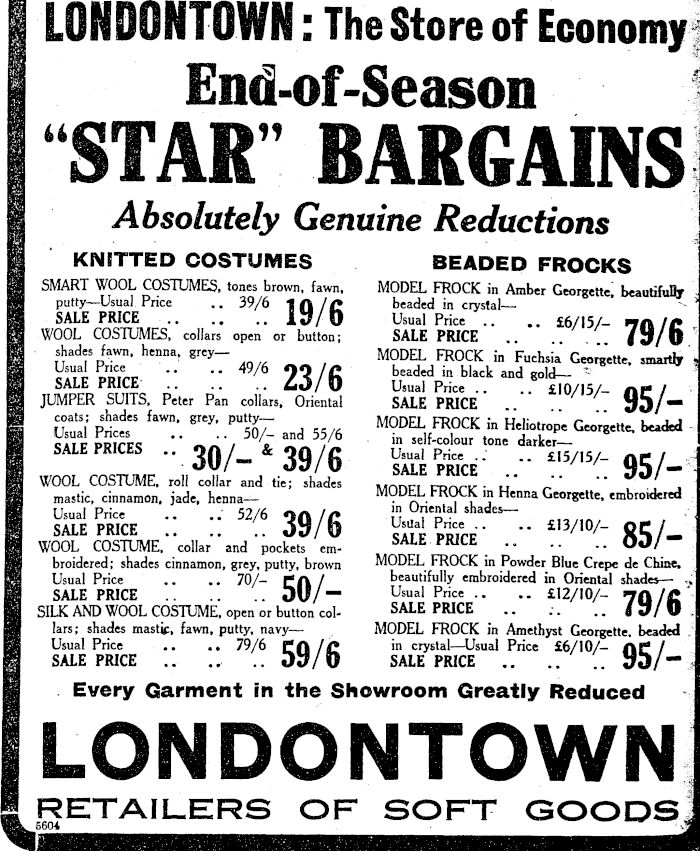 LONDONTOWN: The Store of Economy
End-of-Season
"STAR" BARGAINS
Absolutely Genuine Reductions
KNITTED COSTUMES
SMART WOOL COSTUMES, tones brown, fawn,
putty—Usual Price .. 39/6
SALE PRICE .. .. .. 19/6
WOOL COSTUMES, collars open or button;
shades fawn, henna, grey—
Usual Price .. .. 49/6
SALE PRICE .. .. .. 23/6
JUMPER SUITS, Peter Pan collars, Oriental
coats; shades fawn, grey, putty—
Usual Prices .. .. 50/- and 55/6
SALE PRICES .. 30/- & 39/6
WOOL COSTUME, roll collar and tie; shades
mastic, cinnamon, jade, henna—
Usual Price .. .. 52/6
SALE PRICE .. .. .. 39/6
WOOL COSTUME, collar and pockets em-
broidered; shades cinnamon, grey, putty, brown
Usual Price .. .. 70/-
SALE PRICE .. .. .. 50/-
SILK AND WOOL COSTUME, open or button col-
lars; shades mastic, fawn, putty, navy—
Usual Price .. .. 79/6
SALE PRICE .. .. .. 59/6
BEADED FROCKS
MODEL FROCK in Amber Georgette, beautifully
beaded in crystal—
Usual Price .. .. £6/15/-
SALE PRICE .. .. .. 79/6
MODEL FROCK in Fuchsia Georgette, smartly
beaded in black and gold—
Usual Price .. .. £10/15/-
SALE PRICE .. .. .. 95/-
MODEL FROCK in Heliotrope Georgette, beaded
in self-colour tone darker—
Usual Price .. .. £15/15/-
SALE PRICE .. .. .. 95/-
MODEL FROCK in Henna Georgette, embroidered
in Oriental shades—
Usual Price .. .. £13/10/-
SALE PRICE .. .. .. 85/-
MODEL FROCK in Powder Blue Crepe de Chine,
beautifully embroidered in Oriental shades—
Usual Price .. .. £12/10/-
SALE PRICE .. .. .. 79/6
MODEL FROCK in Amethyst Georgette, beaded
in crystal—Usual Price £6/10/-
SALE PRICE .. .. .. 95/-
Every Garment in the Showroom Greatly Reduced
LONDONTOWN
RETAILERS OF SOFT GOODS
5604